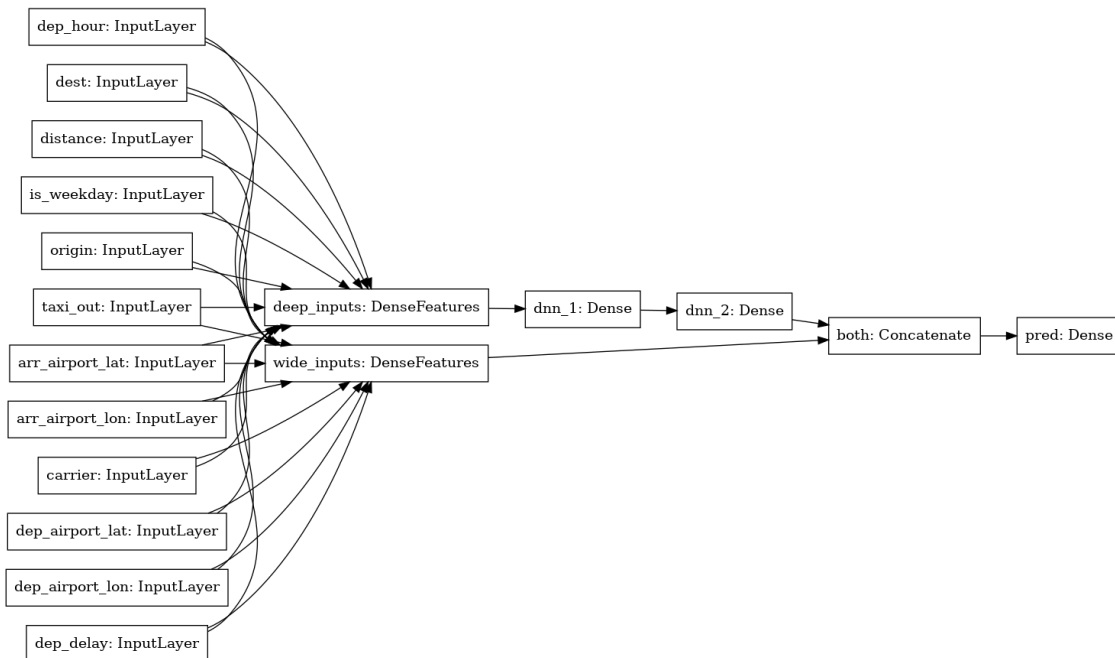 dep_hour: InputLayer
dest: InputLayer
distance: InputLayer
is_weekday: InputLayer
origin: InputLayer
taxi_out: InputLayer
arr_airport_lat: InputLayer
arr_airport_lon: InputLayer
carrier: InputLayer
dep_airport_lat: InputLayer
dep_airport_lon: InputLayer
dep_delay: InputLayer
deep_inputs: DenseFeatures
wide_inputs: DenseFeatures
dnn_1: Dense
dnn_2: Dense
both: Concatenate
pred: Dense